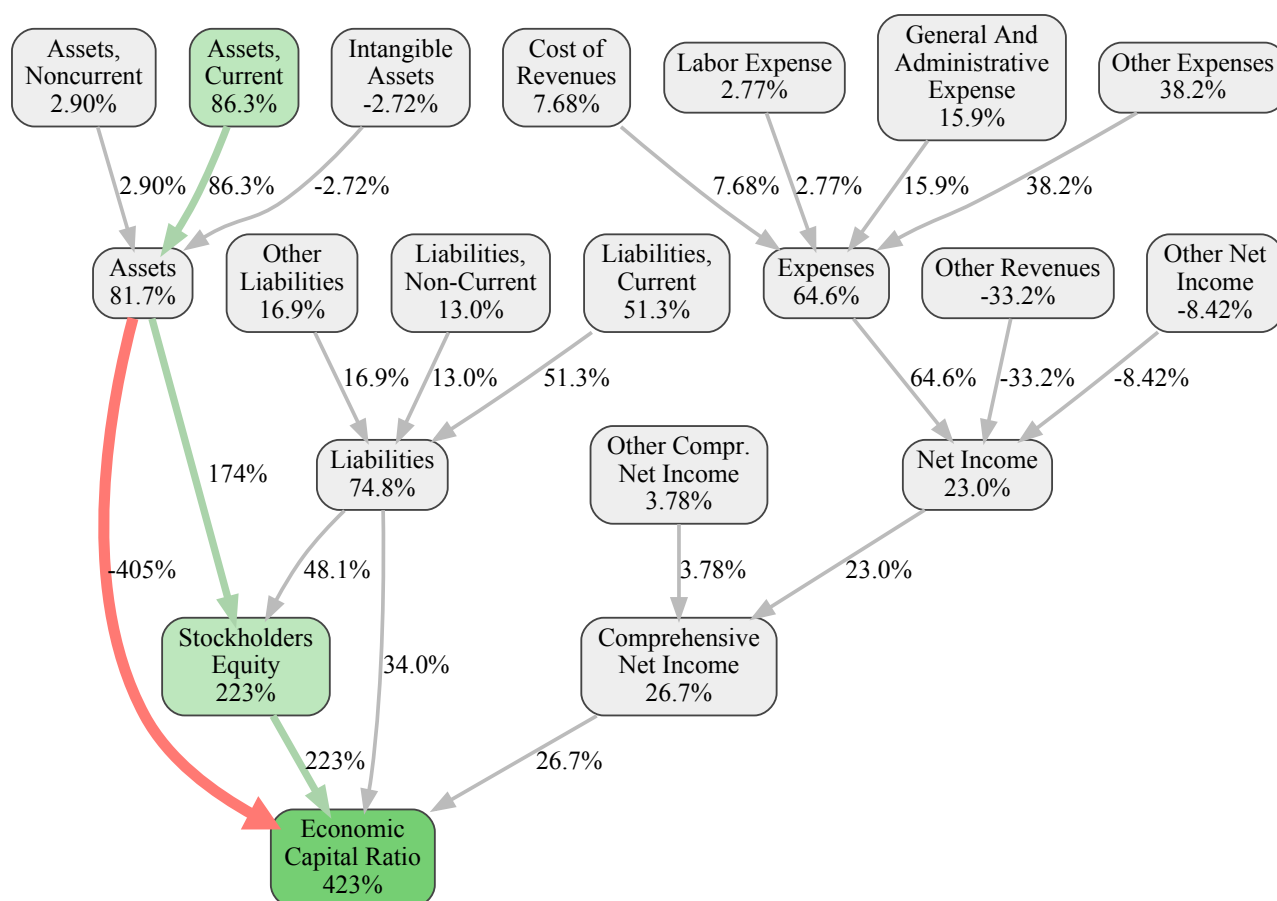 Assets,
Noncurrent
2.90%
Assets,
Current
86.3%
Intangible
Assets
-2.72%
Cost of
Revenues
7.68%
Labor Expense
2.77%
General And
Administrative
Expense
15.9%
Other Expenses
38.2%
2.90%
86.3%
-2.72%
7.68%
2.77%
15.9%
38.2%
Assets
81.7%
Other
Liabilities
16.9%
Liabilities,
Non-Current
13.0%
Liabilities,
Current
51.3%
Expenses
64.6%
Other Revenues
-33.2%
Other Net
Income
-8.42%
16.9%
13.0%
51.3%
64.6%
-33.2%
-8.42%
174%
Liabilities
74.8%
Other Compr.
Net Income
3.78%
Net Income
23.0%
-405%
48.1%
3.78%
23.0%
Stockholders
Equity
223%
34.0%
Comprehensive
Net Income
26.7%
223%
26.7%
Economic
Capital Ratio
423%